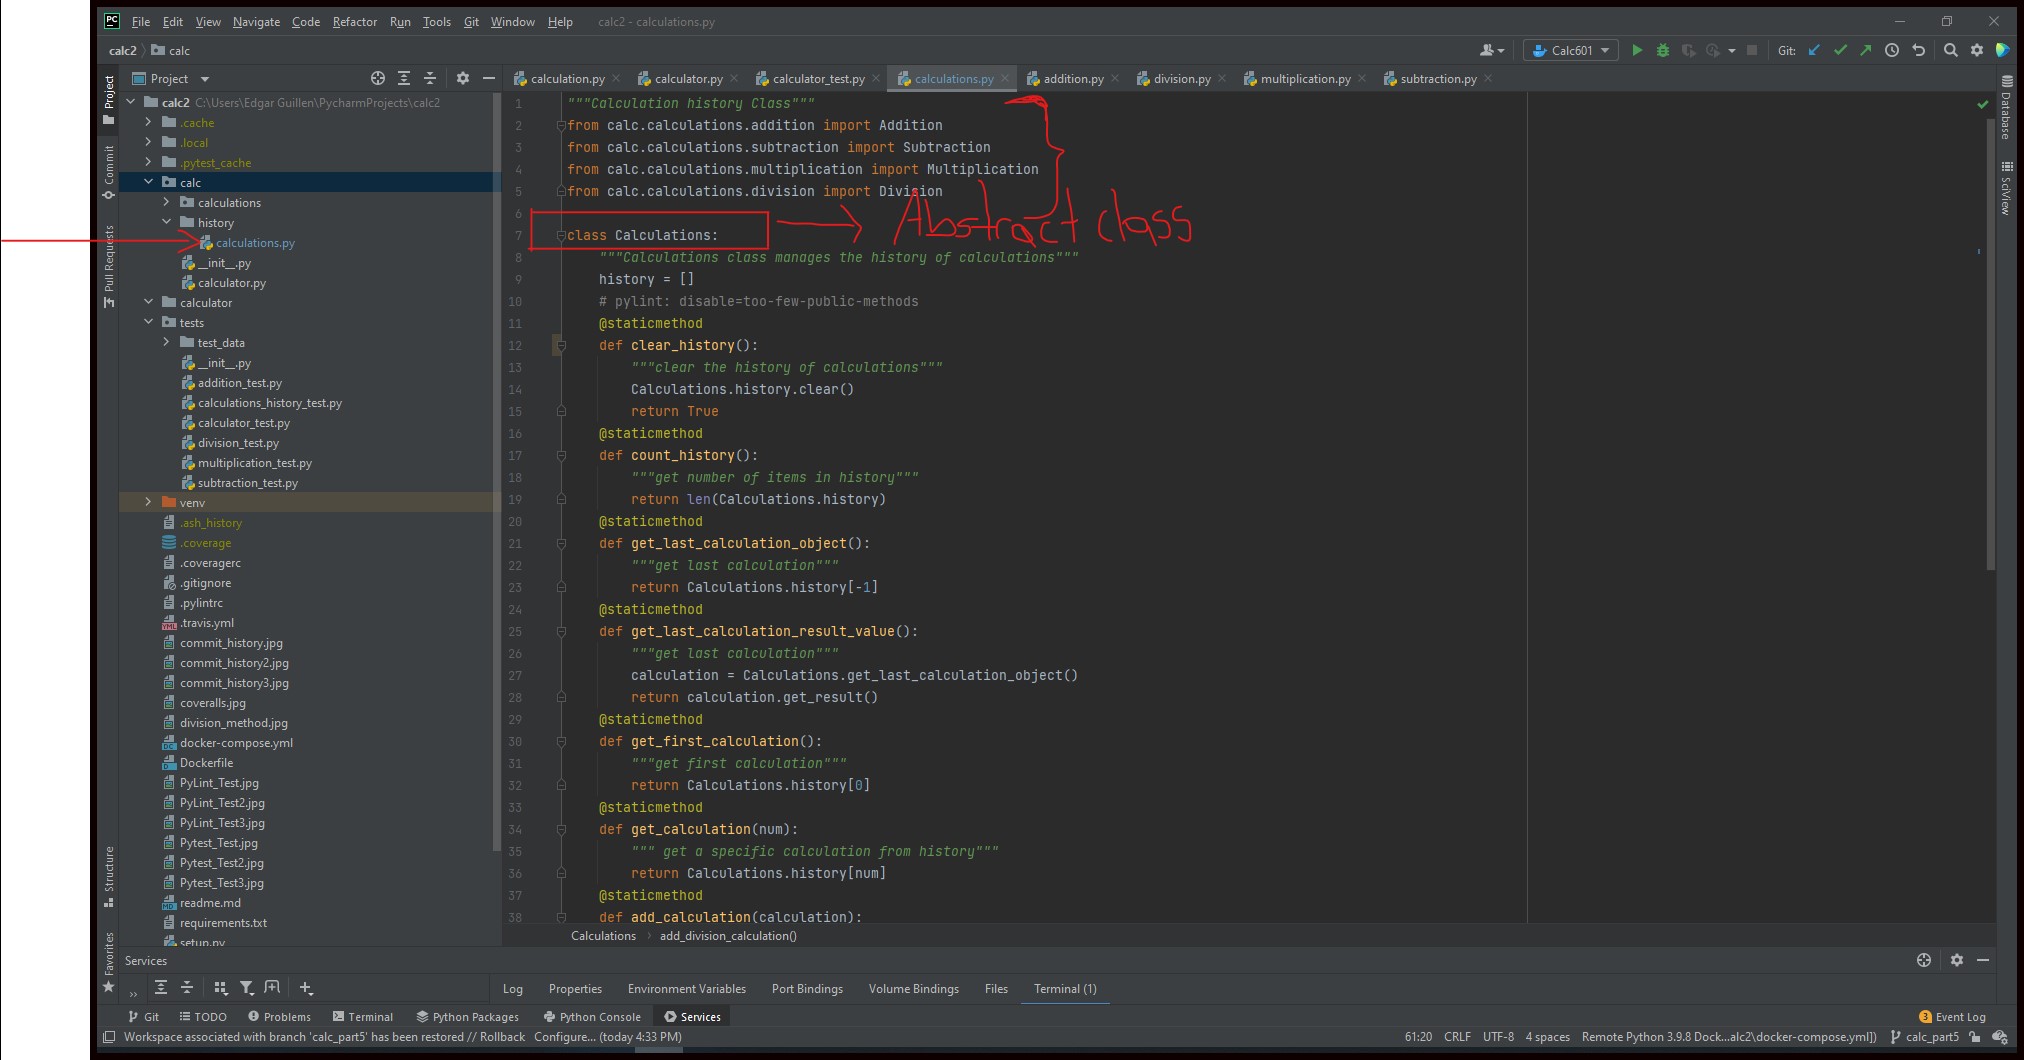 File Edit View Navigate Code Refactor Run Tools Git Window Help calc2 - calculations.py
calc2 calc
Calc601 Git:
Project
calculation.py calculator.py calculator_test.py calculations.py addition.py division.py multiplication.py subtraction.py
Project
Commit
Pull Requests
Structure
Favorites
calc2 C:\Users\Edgar Guillen\PycharmProjects\calc2
.cache
.local
.pytest_cache
calc
calculations
history
calculations.py
__init__.py
calculator.py
calculator
tests
test_data
__init__.py
addition_test.py
calculations_history_test.py
calculator_test.py
division_test.py
multiplication_test.py
subtraction_test.py
venv
.ash_history
.coverage
.coveragerc
.gitignore
.pylintrc
.travis.yml
commit_history.jpg
commit_history2.jpg
commit_history3.jpg
coveralls.jpg
division_method.jpg
docker-compose.yml
Dockerfile
PyLint_Test.jpg
PyLint_Test2.jpg
PyLint_Test3.jpg
Pytest_Test.jpg
Pytest_Test2.jpg
Pytest_Test3.jpg
readme.md
requirements.txt
setup.py
1 """Calculation history Class"""
2 from calc.calculations.addition import Addition
3 from calc.calculations.subtraction import Subtraction
4 from calc.calculations.multiplication import Multiplication
5 from calc.calculations.division import Division
6
Abstract class
7 class Calculations:
8 """Calculations class manages the history of calculations"""
9 history = []
10 # pylint: disable=too-few-public-methods
11 @staticmethod
12 def clear_history():
13 """clear the history of calculations"""
14 Calculations.history.clear()
15 return True
16 @staticmethod
17 def count_history():
18 """get number of items in history"""
19 return len(Calculations.history)
20 @staticmethod
21 def get_last_calculation_object():
22 """get last calculation"""
23 return Calculations.history[-1]
24 @staticmethod
25 def get_last_calculation_result_value():
26 """get last calculation"""
27 calculation = Calculations.get_last_calculation_object()
28 return calculation.get_result()
29 @staticmethod
30 def get_first_calculation():
31 """get first calculation"""
32 return Calculations.history[0]
33 @staticmethod
34 def get_calculation(num):
35 """ get a specific calculation from history"""
36 return Calculations.history[num]
37 @staticmethod
38 def add_calculation(calculation):
Calculations add_division_calculation()
Database
SciView
Services
Log Properties Environment Variables Port Bindings Volume Bindings Files Terminal (1)
Git TODO Problems Terminal Python Packages Python Console Services 3 Event Log
Workspace associated with branch 'calc_part5' has been restored // Rollback Configure... (today 4:33 PM) 61:20 CRLF UTF-8 4 spaces Remote Python 3.9.8 Dock...alc2\docker-compose.yml]) calc_part5